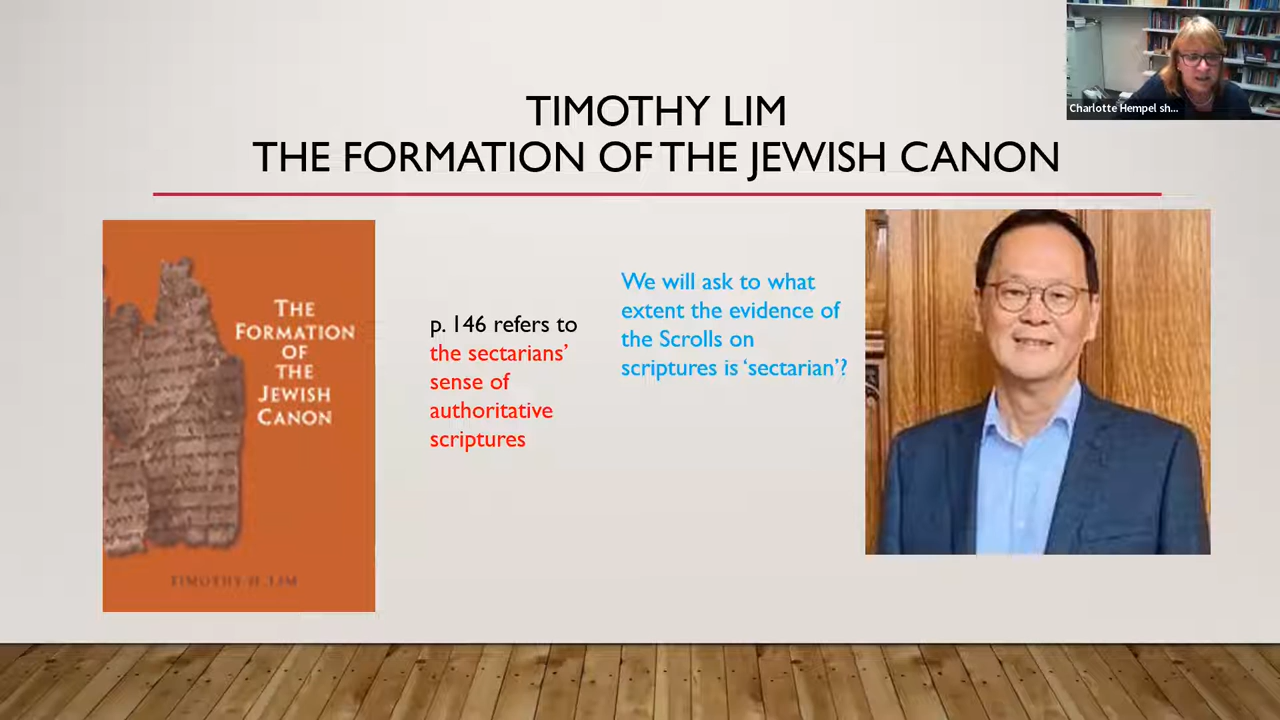 Charlotte Hempel sh...
TIMOTHY LIM
THE FORMATION OF THE JEWISH CANON
THE
FORMATION
OF
THE
JEWISH
CANON
TIMOTHY H. LIM
p. 146 refers to
the sectarians’
sense of
authoritative
scriptures
We will ask to what
extent the evidence of
the Scrolls on
scriptures is ‘sectarian’?